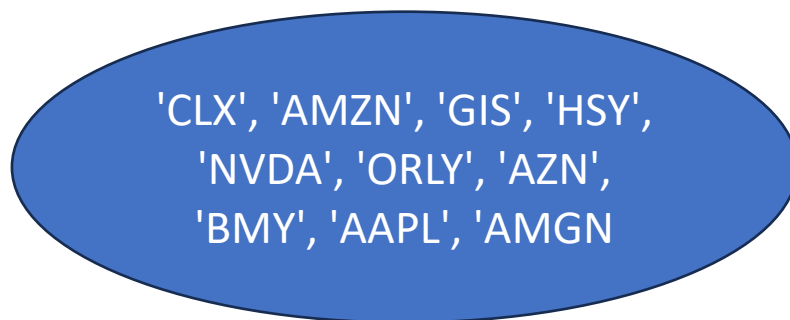 'CLX', 'AMZN', 'GIS', 'HSY',
'NVDA', 'ORLY', 'AZN',
'BMY', 'AAPL', 'AMGN